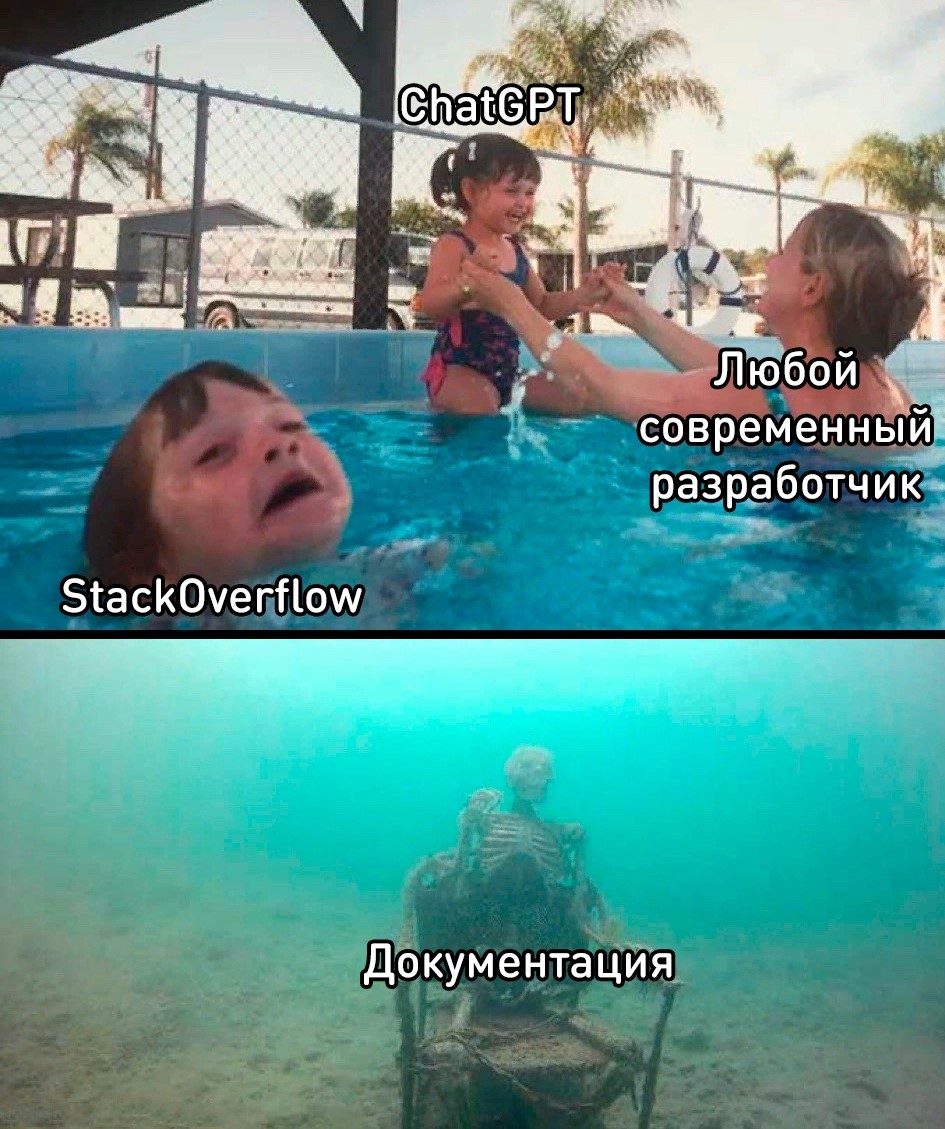 ChatGPT
Любой
современный
разработчик
StackOverflow
Документация